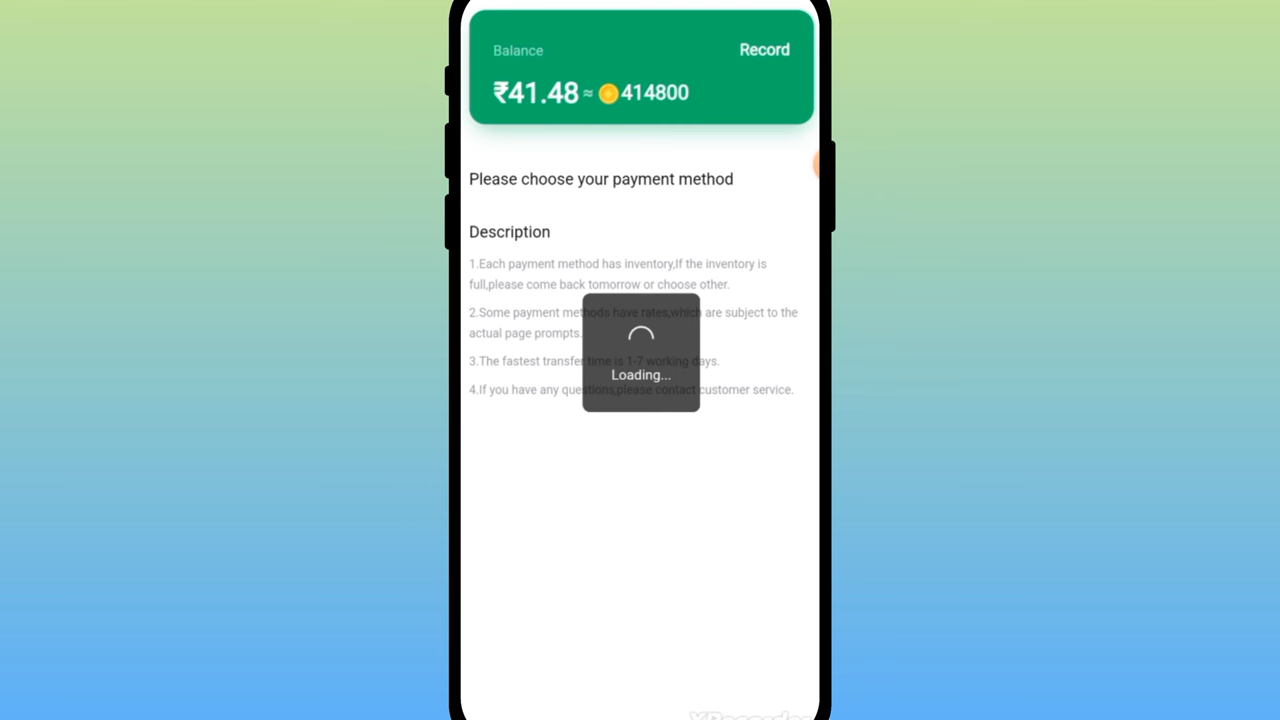 Balance
Record
₹41.48 ≈ 414800
Please choose your payment method
Description
1.Each payment method has inventory,If the inventory is
full,please come back tomorrow or choose other.
2.Some payment methods have rates,which are subject to the
actual page prompts.
3.The fastest transfer time is 1-7 working days.
Loading...
4.If you have any questions,please contact customer service.
XRecorder